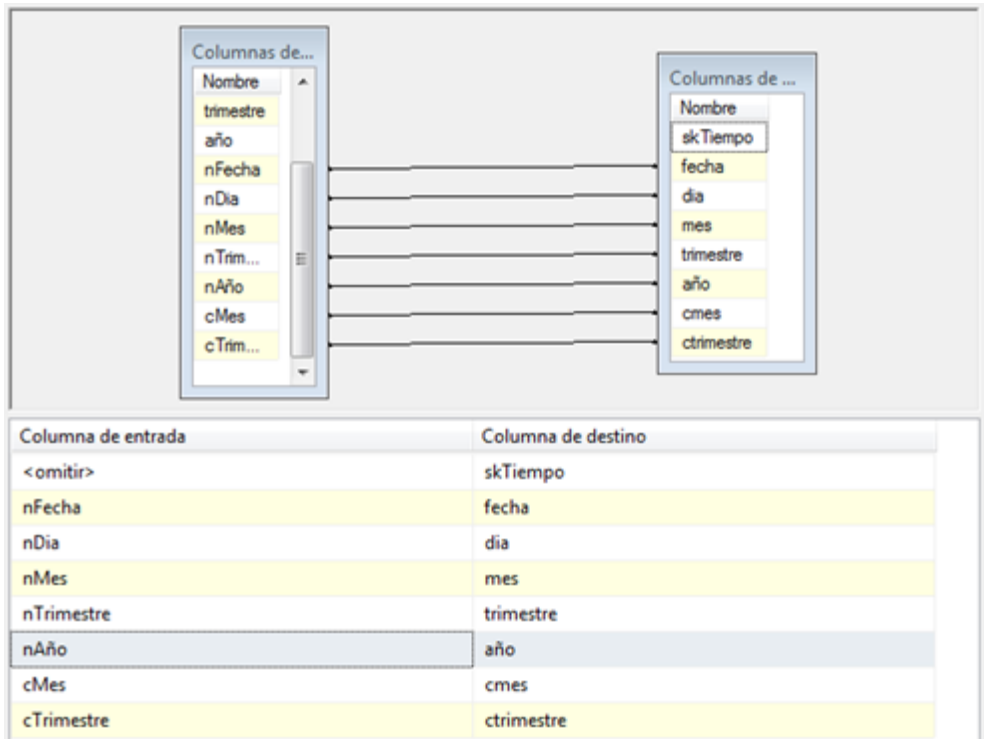 Columnas de...
Nombre
trimestre
año
nFecha
nDia
nMes
nTrim...
nAño
cMes
cTrim...
Columnas de ...
Nombre
skTiempo
fecha
dia
mes
trimestre
año
cmes
ctrimestre
Columna de entrada Columna de destino
<omitir> skTiempo
nFecha fecha
nDia dia
nMes mes
nTrimestre trimestre
nAño año
cMes cmes
cTrimestre ctrimestre